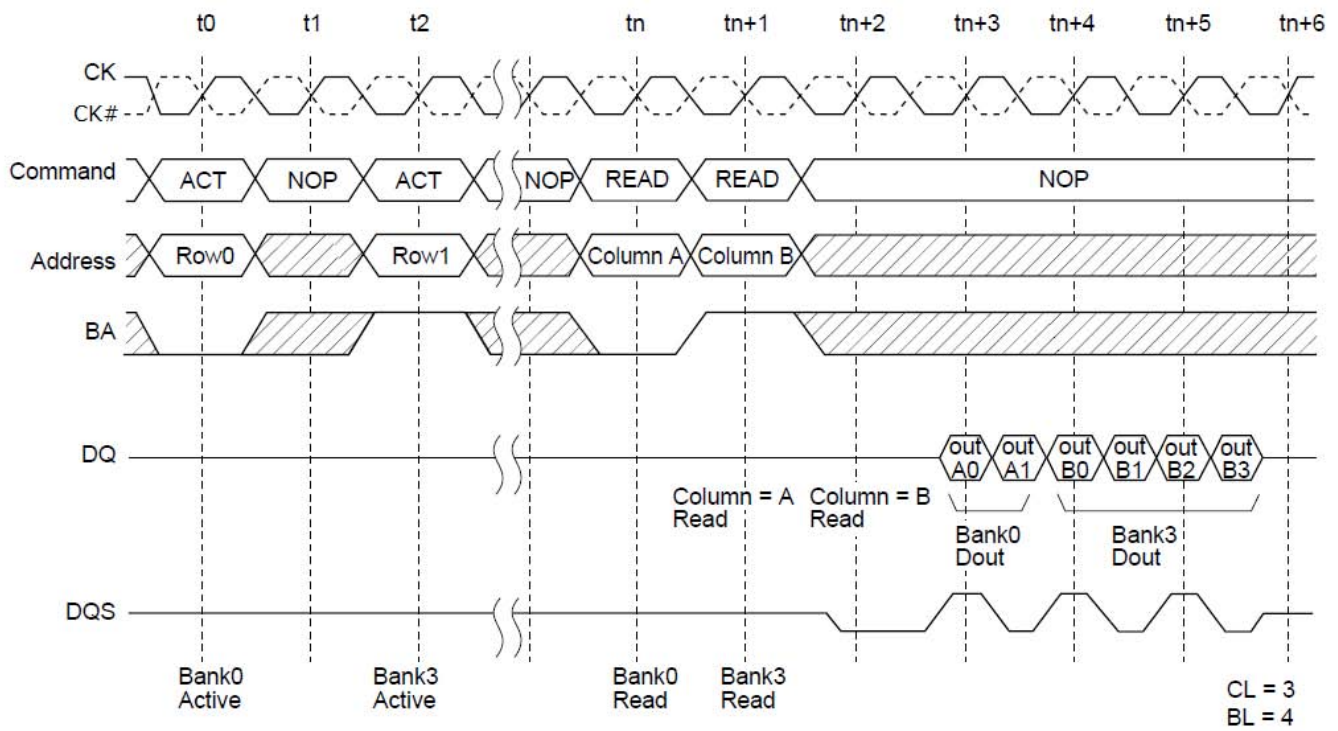 t0 t1 t2 tn tn+1 tn+2 tn+3 tn+4 tn+5 tn+6
CK
CK#
Command ACT NOP ACT NOP READ READ NOP
Address Row0 Row1 Column A Column B
BA
DQ out A0 out A1 out B0 out B1 out B2 out B3
Column = A Column = B
Read Read
Bank0 Bank3
Dout Dout
DQS
Bank0 Bank3 Bank0 Bank3
Active Active Read Read
CL = 3
BL = 4